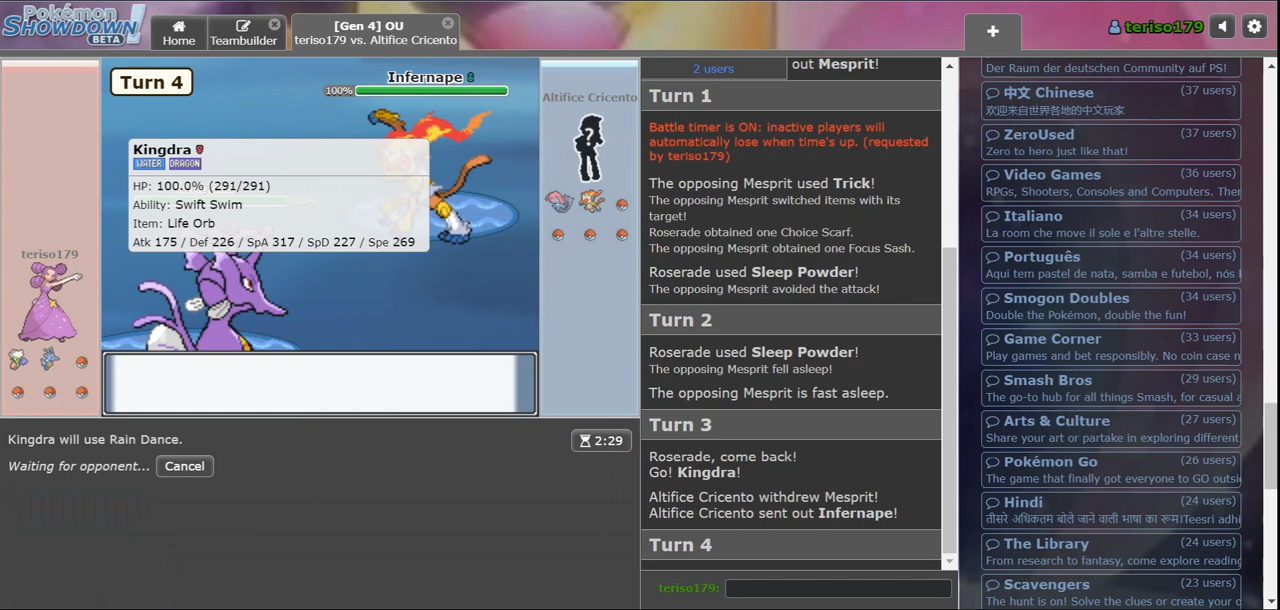 Pokémon
SHOWDOWN!
BETA
Home
Teambuilder
[Gen 4] OU
teriso179 vs. Altifice Cricento
+
teriso179
Turn 4
Infernape
100%
Kingdra
WATER DRAGON
HP: 100.0% (291/291)
Ability: Swift Swim
Item: Life Orb
Atk 175 / Def 226 / SpA 317 / SpD 227 / Spe 269
teriso179
Altifice Cricento
?
Kingdra will use Rain Dance.
2:29
Waiting for opponent...
Cancel
2 users
out Mesprit!
Turn 1
Battle timer is ON: inactive players will
automatically lose when time's up. (requested
by teriso179)
The opposing Mesprit used Trick!
The opposing Mesprit switched items with its
target!
Roserade obtained one Choice Scarf.
The opposing Mesprit obtained one Focus Sash.
Roserade used Sleep Powder!
The opposing Mesprit avoided the attack!
Turn 2
Roserade used Sleep Powder!
The opposing Mesprit fell asleep!
The opposing Mesprit is fast asleep.
Turn 3
Roserade, come back!
Go! Kingdra!
Altifice Cricento withdrew Mesprit!
Altifice Cricento sent out Infernape!
Turn 4
teriso179:
Der Raum der deutschen Community auf PS!
中文 Chinese (37 users)
欢迎来自世界各地的中文玩家
ZeroUsed (37 users)
Zero to hero just like that!
Video Games (36 users)
RPGs, Shooters, Consoles and Computers. Ther
Italiano (34 users)
La room che move il sole e l'altre stelle.
Português (34 users)
Aqui tem pastel de nata, samba e futebol, nós
Smogon Doubles (34 users)
Double the Pokémon, double the fun!
Game Corner (33 users)
Play games and bet responsibly. No coin case n
Smash Bros (29 users)
The go-to hub for all things Smash, for casual a
Arts & Culture (27 users)
Share your art or partake in exploring different
Pokémon Go (26 users)
The game that finally got everyone to GO outsi
Hindi (24 users)
तीसरे अधिकतम बोले जाने वाली भाषा का रूम।Teesri adhi
The Library (24 users)
From research to fantasy, come explore reading
Scavengers (23 users)
The hunt is on! Solve the clues or create your o